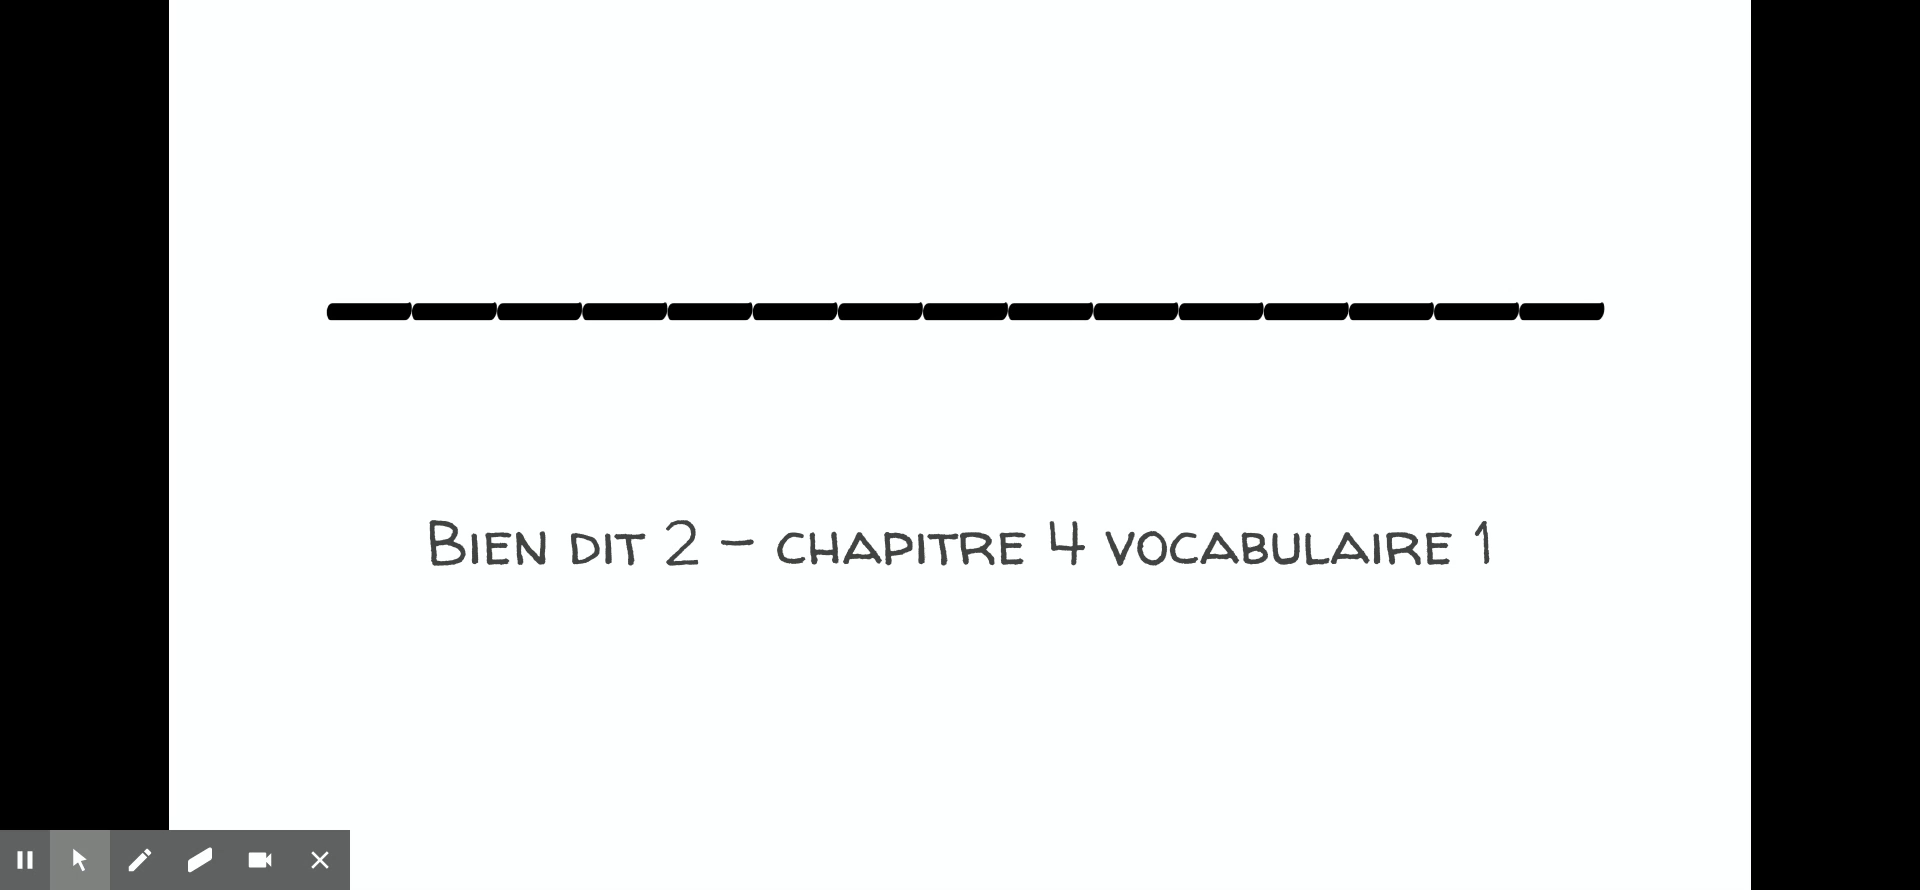 Bien dit 2 – chapitre 4 vocabulaire 1